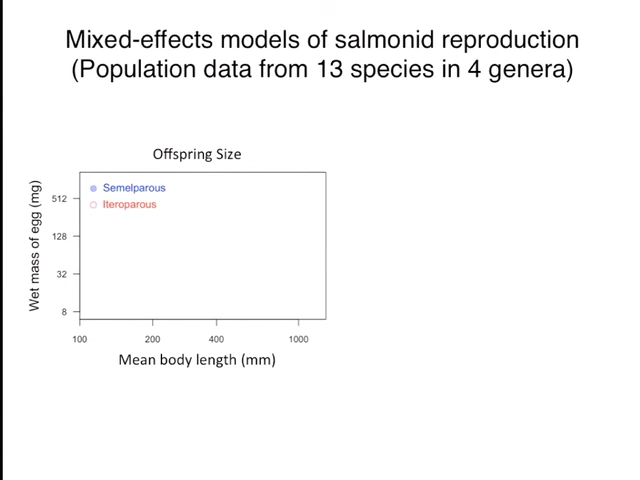 Mixed-effects models of salmonid reproduction
(Population data from 13 species in 4 genera)
Offspring Size
Semelparous
Iteroparous
Wet mass of egg (mg)
512
128
32
8
100 200 400 1000
Mean body length (mm)